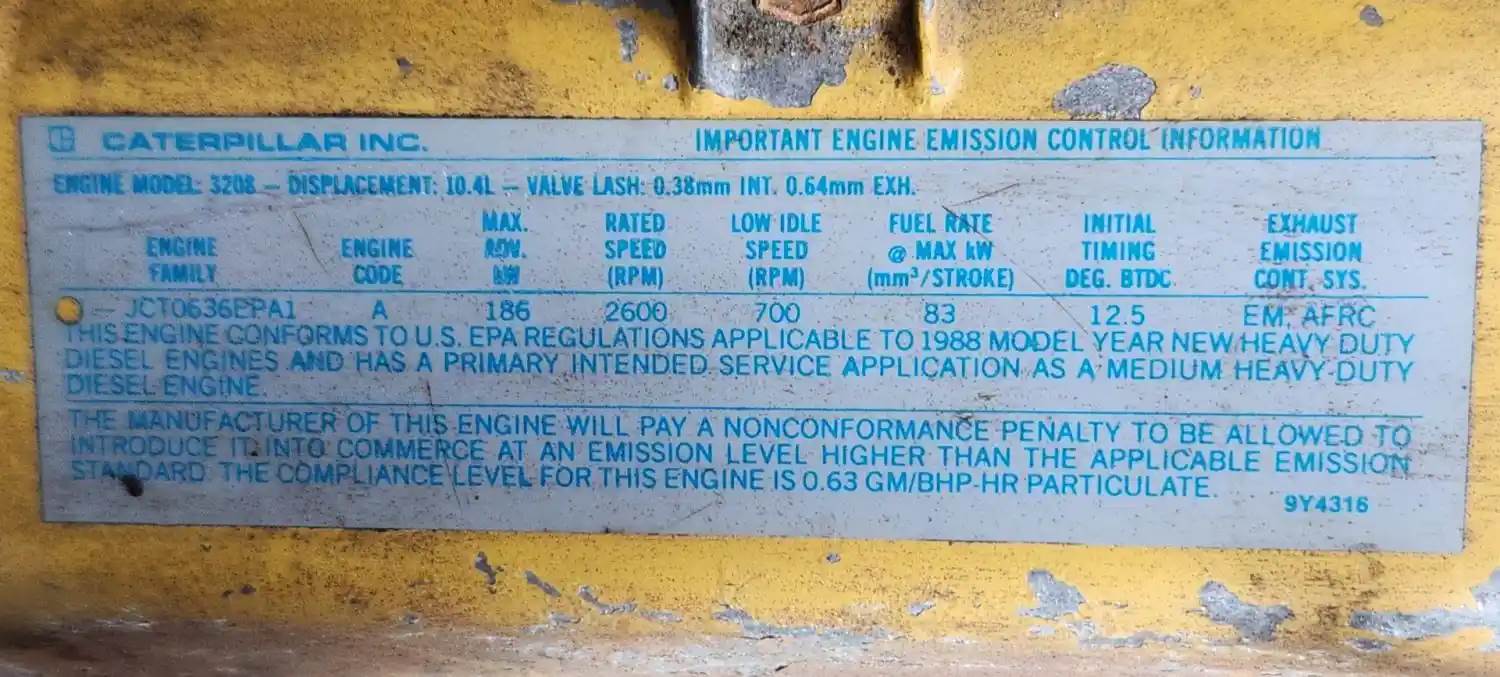 CATERPILLAR INC. IMPORTANT ENGINE EMISSION CONTROL INFORMATION
ENGINE MODEL: 3208 – DISPLACEMENT: 10.4L – VALVE LASH: 0.38mm INT. 0.64mm EXH.
MAX. RATED LOW IDLE FUEL RATE INITIAL EXHAUST
ENGINE ENGINE ADV. SPEED SPEED @ MAX kW TIMING EMISSION
FAMILY CODE kW (RPM) (RPM) (mm³/STROKE) DEG. BTDC CONT. SYS.
– JCT0636EPA1 A 186 2600 700 83 12.5 EM, AFRC
THIS ENGINE CONFORMS TO U.S. EPA REGULATIONS APPLICABLE TO 1988 MODEL YEAR NEW HEAVY DUTY
DIESEL ENGINES AND HAS A PRIMARY INTENDED SERVICE APPLICATION AS A MEDIUM HEAVY-DUTY
DIESEL ENGINE.
THE MANUFACTURER OF THIS ENGINE WILL PAY A NONCONFORMANCE PENALTY TO BE ALLOWED TO
INTRODUCE IT INTO COMMERCE AT AN EMISSION LEVEL HIGHER THAN THE APPLICABLE EMISSION
STANDARD. THE COMPLIANCE LEVEL FOR THIS ENGINE IS 0.63 GM/BHP-HR PARTICULATE.
9Y4316